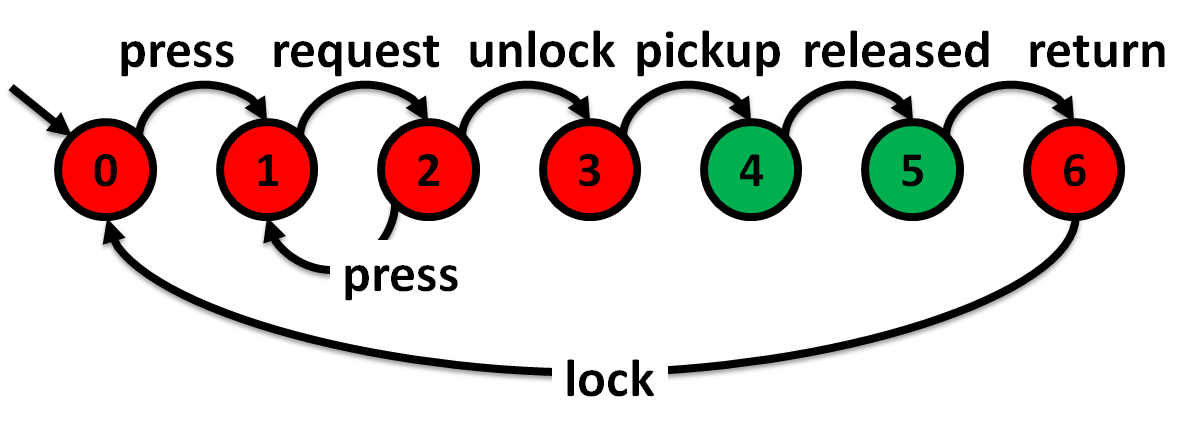 press request unlock pickup released return
0 1 2 3 4 5 6
press
lock